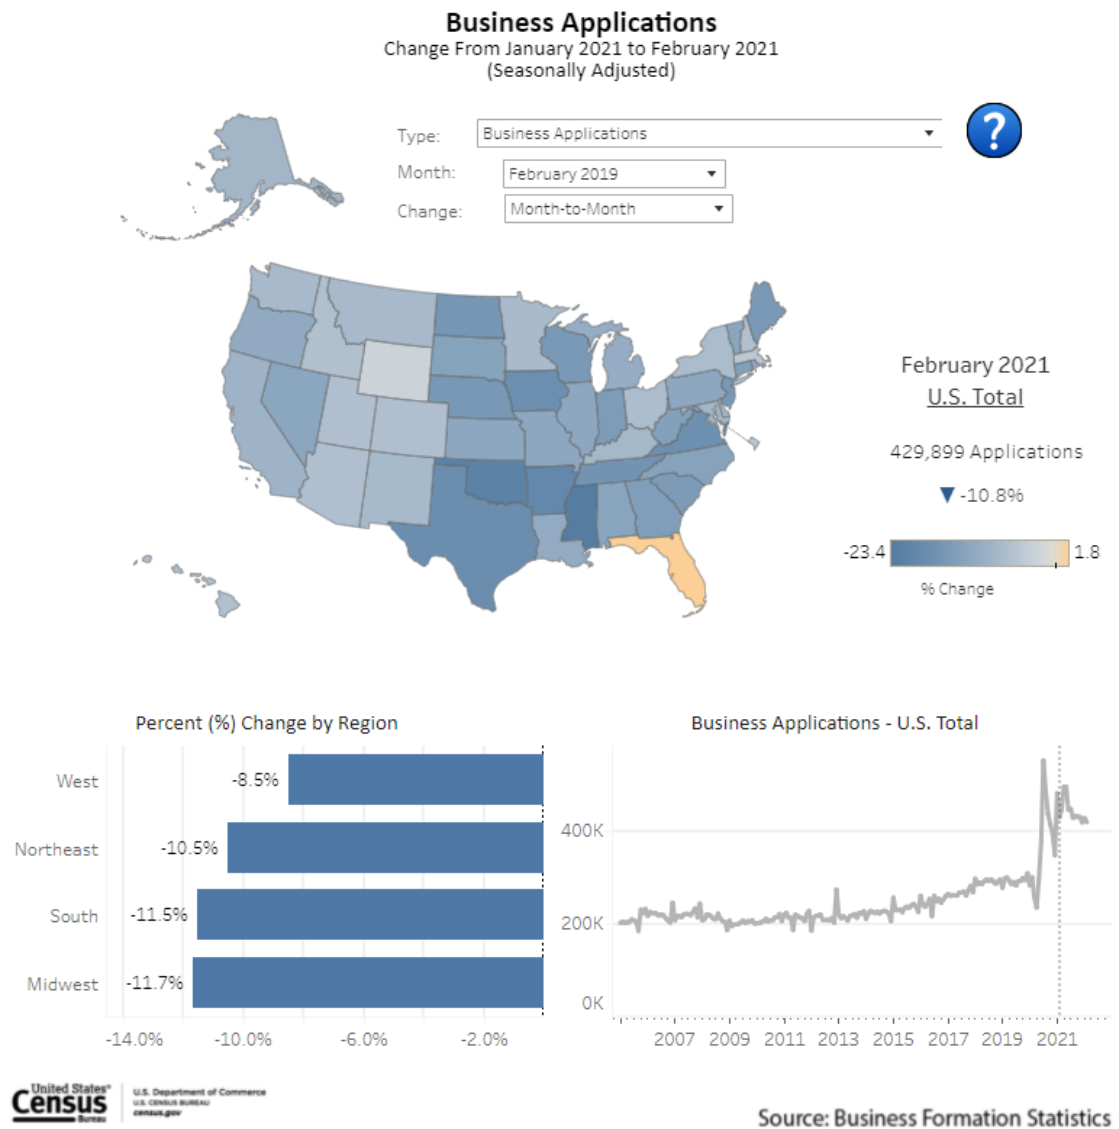 Business Applications
Change From January 2021 to February 2021
(Seasonally Adjusted)
Type:
Business Applications
?
Month:
February 2019
Change:
Month-to-Month
February 2021
U.S. Total
429,899 Applications
-10.8%
-23.4
1.8
% Change
Percent (%) Change by Region
West
-8.5%
Northeast
-10.5%
South
-11.5%
Midwest
-11.7%
-14.0%
-10.0%
-6.0%
-2.0%
Business Applications - U.S. Total
400K
200K
0K
2007
2009
2011
2013
2015
2017
2019
2021
United States®
Census
Bureau
U.S. Department of Commerce
U.S. CENSUS BUREAU
census.gov
Source: Business Formation Statistics